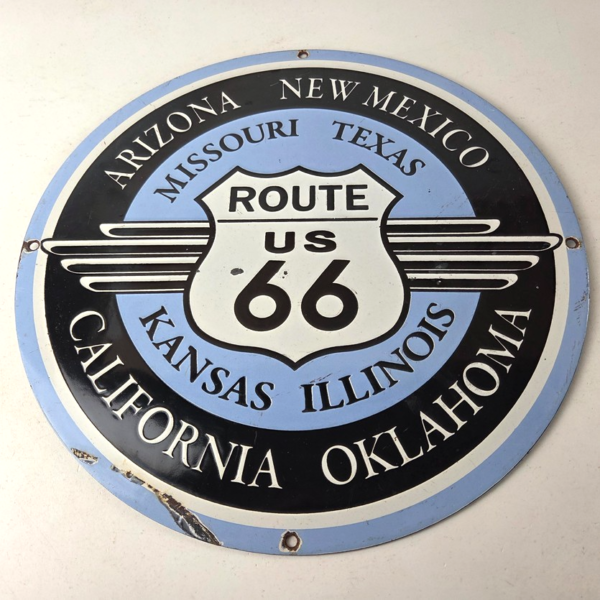 ARIZONA NEW MEXICO
MISSOURI TEXAS
ROUTE
US
66
KANSAS ILLINOIS
CALIFORNIA OKLAHOMA